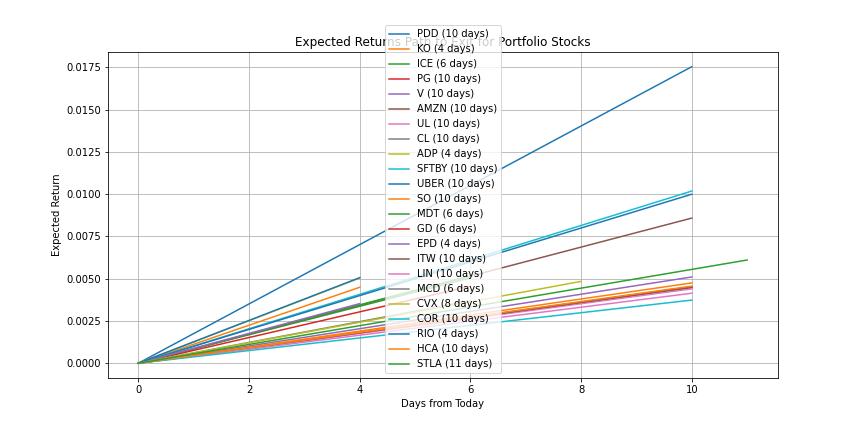 Expected Returns Path to Exit for Portfolio Stocks
PDD (10 days)
KO (4 days)
ICE (6 days)
PG (10 days)
V (10 days)
AMZN (10 days)
UL (10 days)
CL (10 days)
ADP (4 days)
SFTBY (10 days)
UBER (10 days)
SO (10 days)
MDT (6 days)
GD (6 days)
EPD (4 days)
ITW (10 days)
LIN (10 days)
MCD (6 days)
CVX (8 days)
COR (10 days)
RIO (4 days)
HCA (10 days)
STLA (11 days)
0.0175
0.0150
0.0125
0.0100
0.0075
0.0050
0.0025
0.0000
Expected Return
0 2 4 6 8 10
Days from Today